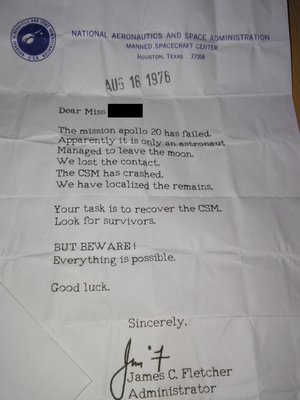 NATIONAL AERONAUTICS AND SPACE ADMINISTRATION
MANNED SPACECRAFT CENTER
HOUSTON, TEXAS 77058
AUG 16 1976
Dear Miss
The mission apollo 20 has failed.
Apparently it is only an astronaut
Managed to leave the moon.
We lost the contact.
The CSM has crashed.
We have localized the remains.
Your task is to recover the CSM.
Look for survivors.
BUT BEWARE!
Everything is possible.
Good luck.
Sincerely,
James C. Fletcher
Administrator